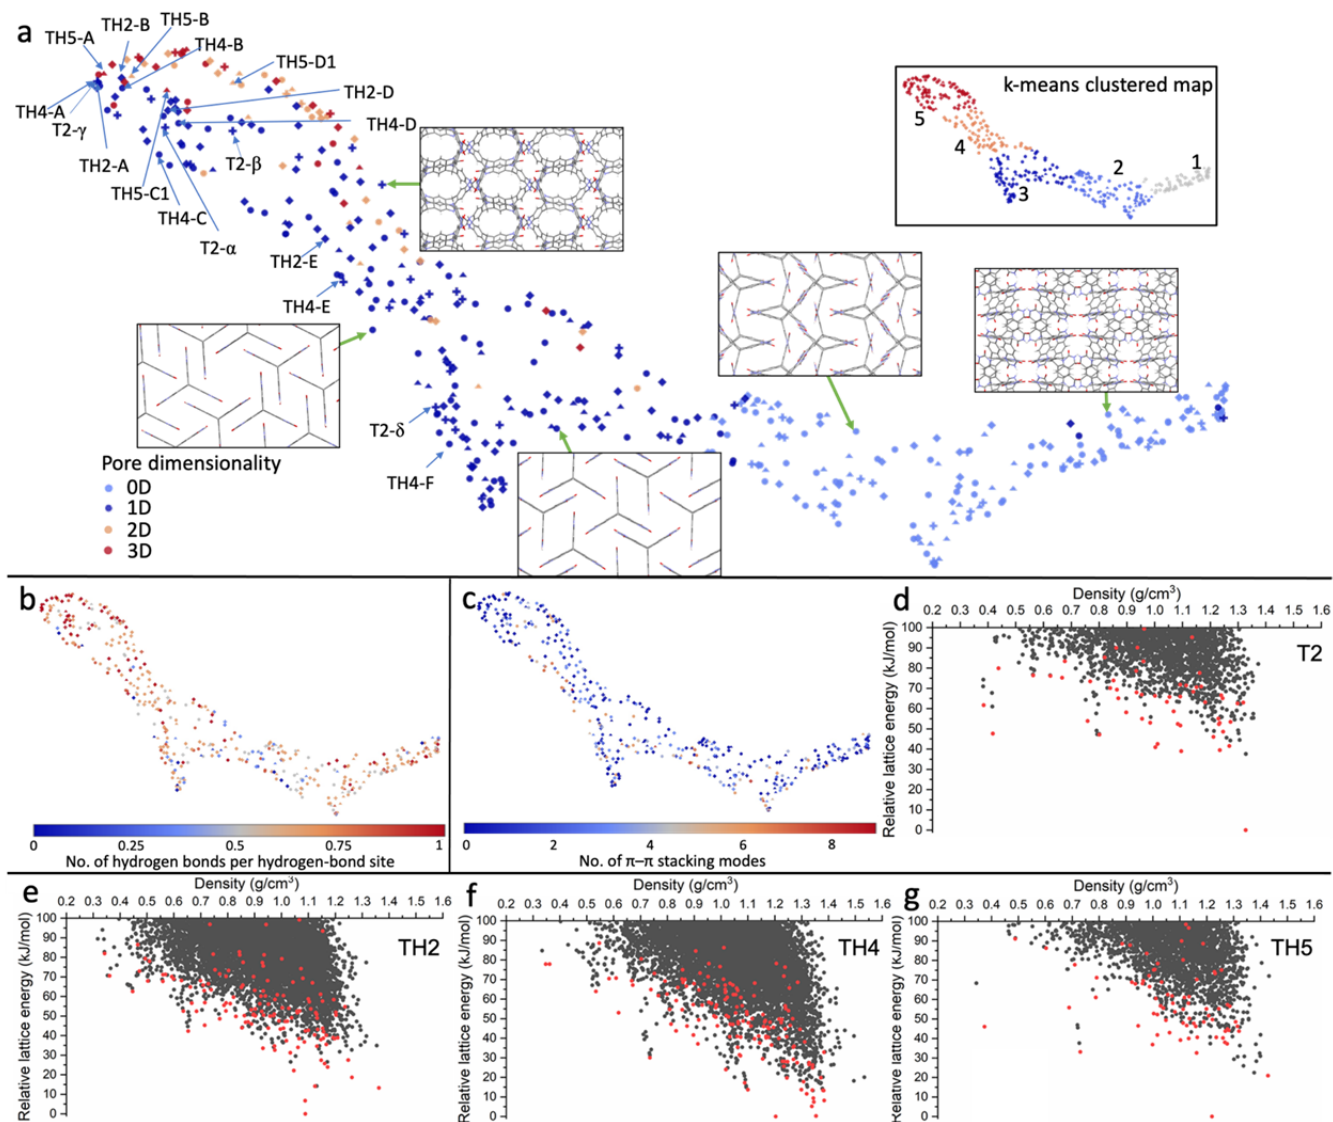 a
TH5-A
TH2-B
TH5-B
TH4-B
TH5-D1
TH2-D
TH4-D
TH4-A
T2-γ
TH2-A
T2-β
TH5-C1
TH4-C
T2-α
TH2-E
TH4-E
T2-δ
TH4-F
k-means clustered map
5
4
3
2
1
Pore dimensionality
0D
1D
2D
3D
b
0 0.25 0.5 0.75 1
No. of hydrogen bonds per hydrogen-bond site
c
0 2 4 6 8
No. of π–π stacking modes
d
Density (g/cm³)
0.2 0.3 0.4 0.5 0.6 0.7 0.8 0.9 1.0 1.1 1.2 1.3 1.4 1.5 1.6
T2
Relative lattice energy (kJ/mol)
100
90
80
70
60
50
40
30
20
10
0
e
Density (g/cm³)
0.2 0.3 0.4 0.5 0.6 0.7 0.8 0.9 1.0 1.1 1.2 1.3 1.4 1.5 1.6
TH2
Relative lattice energy (kJ/mol)
100
90
80
70
60
50
40
30
20
10
0
f
Density (g/cm³)
0.2 0.3 0.4 0.5 0.6 0.7 0.8 0.9 1.0 1.1 1.2 1.3 1.4 1.5 1.6
TH4
Relative lattice energy (kJ/mol)
100
90
80
70
60
50
40
30
20
10
0
g
Density (g/cm³)
0.2 0.3 0.4 0.5 0.6 0.7 0.8 0.9 1.0 1.1 1.2 1.3 1.4 1.5 1.6
TH5
Relative lattice energy (kJ/mol)
100
90
80
70
60
50
40
30
20
10
0